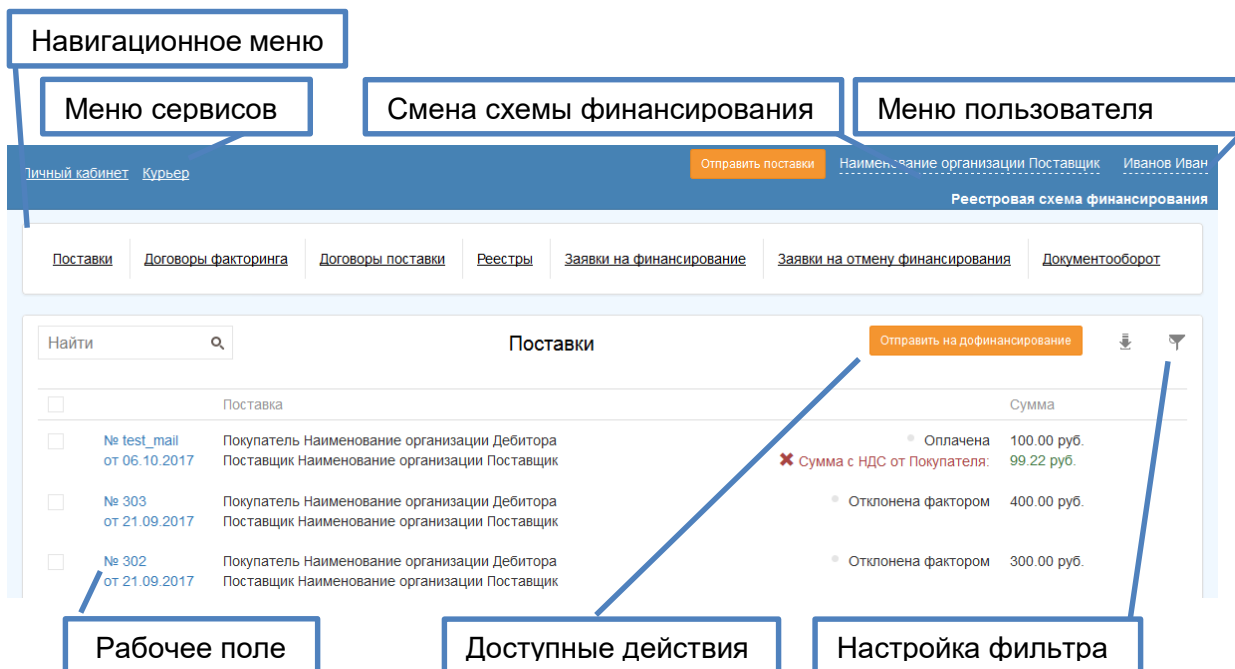 Навигационное меню
Меню сервисов
Смена схемы финансирования
Меню пользователя
Личный кабинет Курьер
Отправить поставки
Наименование организации Поставщик
Иванов Иван
Реестровая схема финансирования
Поставки Договоры факторинга Договоры поставки Реестры Заявки на финансирование Заявки на отмену финансирования Документооборот
Найти
Поставки
Отправить на дофинансирование
Поставка Сумма
№ test_mail Покупатель Наименование организации Дебитора Оплачена 100.00 руб.
от 06.10.2017 Поставщик Наименование организации Поставщик Сумма с НДС от Покупателя: 99.22 руб.
№ 303 Покупатель Наименование организации Дебитора Отклонена фактором 400.00 руб.
от 21.09.2017 Поставщик Наименование организации Поставщик
№ 302 Покупатель Наименование организации Дебитора Отклонена фактором 300.00 руб.
от 21.09.2017 Поставщик Наименование организации Поставщик
Рабочее поле
Доступные действия
Настройка фильтра